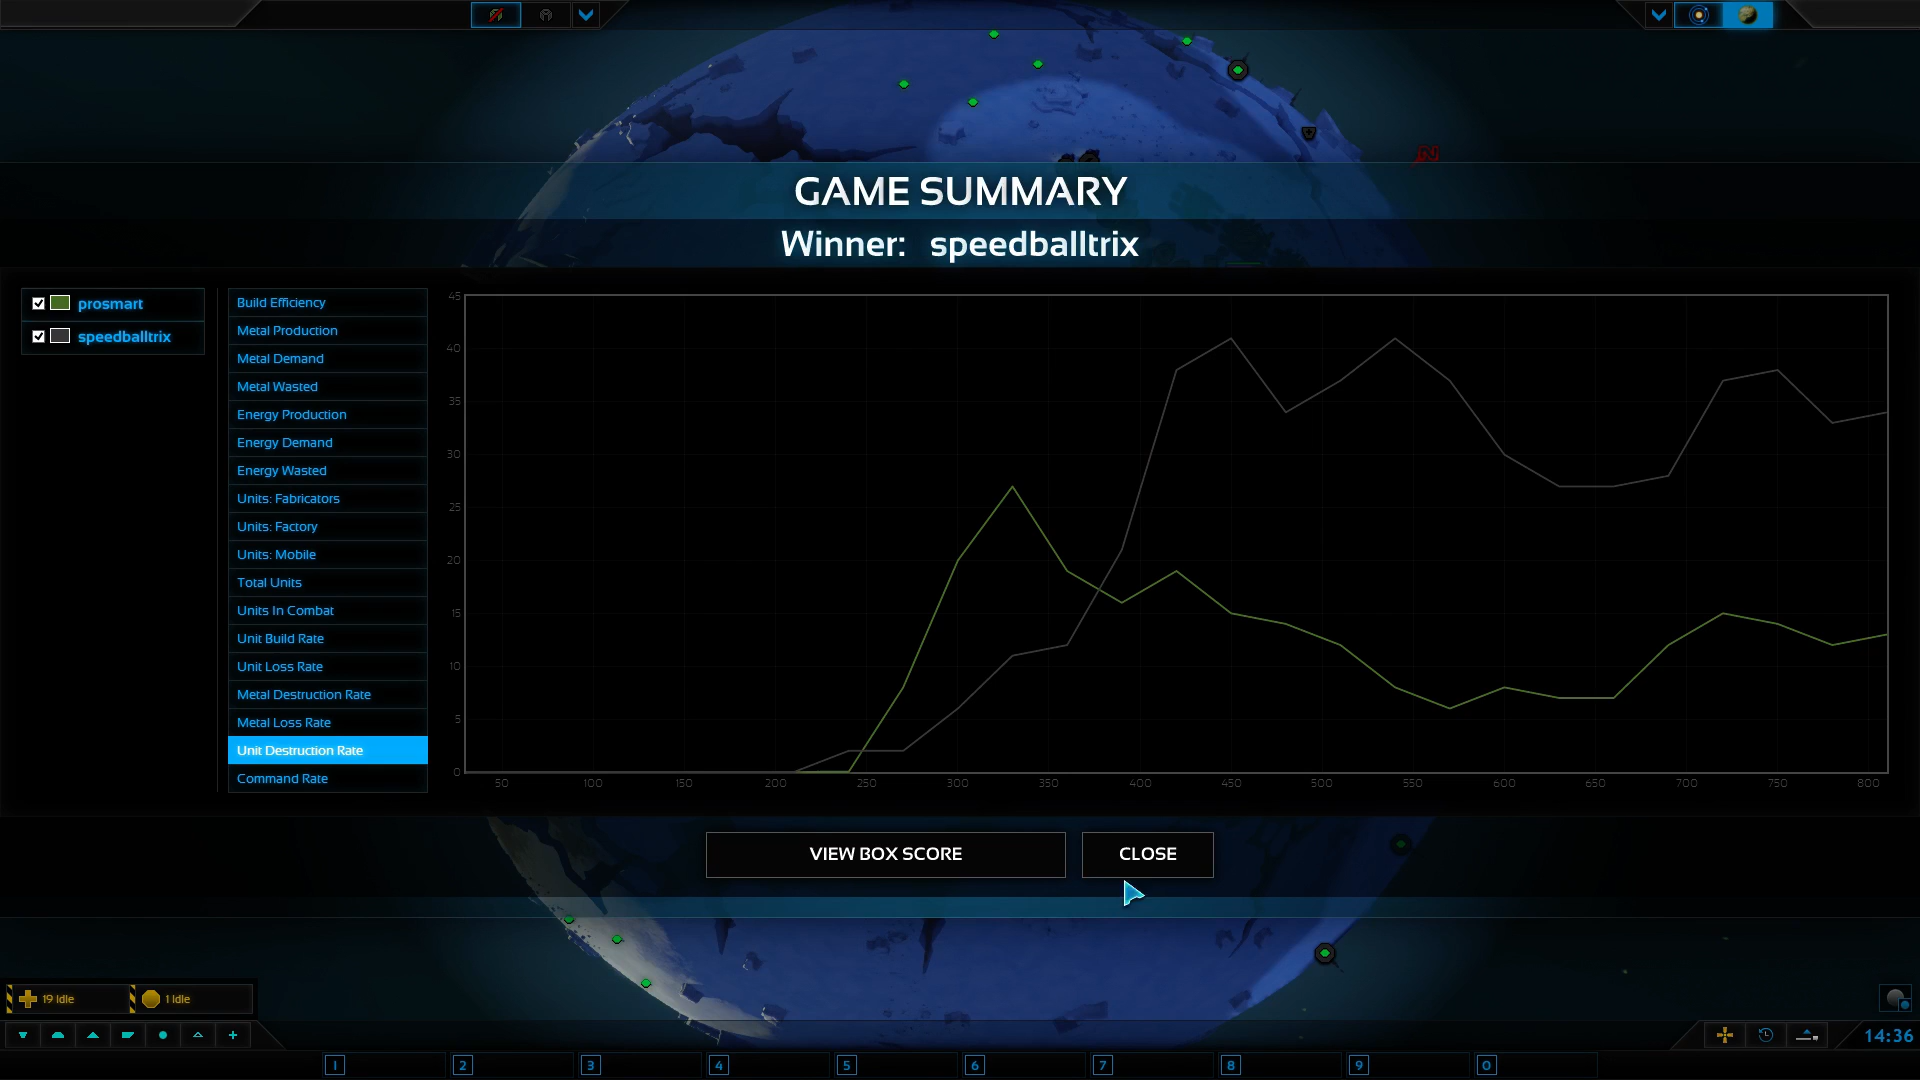 GAME SUMMARY
Winner: speedballtrix
prosmart
speedballtrix
Build Efficiency
Metal Production
Metal Demand
Metal Wasted
Energy Production
Energy Demand
Energy Wasted
Units: Fabricators
Units: Factory
Units: Mobile
Total Units
Units In Combat
Unit Build Rate
Unit Loss Rate
Metal Destruction Rate
Metal Loss Rate
Unit Destruction Rate
Command Rate
45
40
35
30
25
20
15
10
5
0
50 100 150 200 250 300 350 400 450 500 550 600 650 700 750 800
VIEW BOX SCORE CLOSE
19 Idle 1 Idle
14:36
1 2 3 4 5 6 7 8 9 0